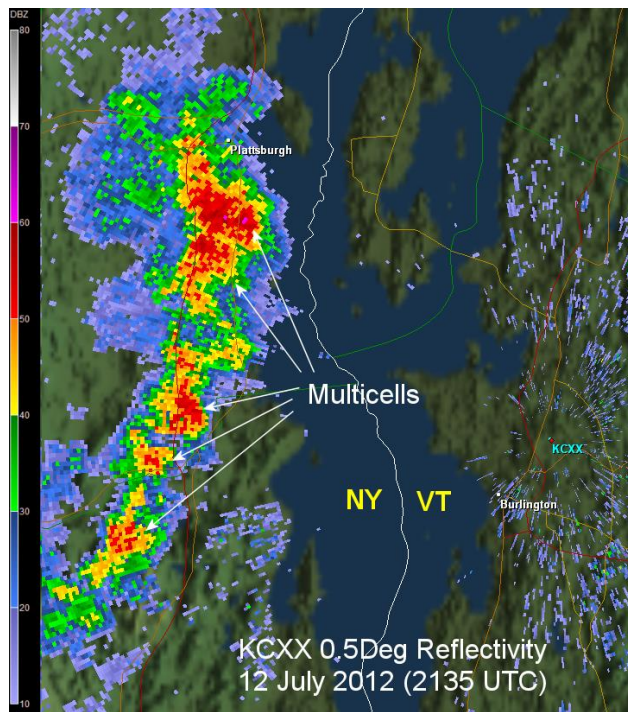 DBZ
80
70
60
50
40
30
20
10
Plattsburgh
Multicells
KCXX
NY VT
Burlington
KCXX 0.5Deg Reflectivity
12 July 2012 (2135 UTC)